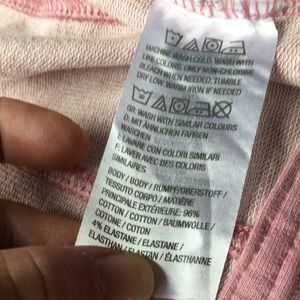 MACHINE WASH COLD, WASH WITH
LIKE COLORS, ONLY NON-CHLORINE
BLEACH WHEN NEEDED, TUMBLE
DRY LOW, WARM IRON IF NEEDED
GB: WASH WITH SIMILAR COLOURS
D: MIT ÄHNLICHEN FARBEN
WASCHEN
I: LAVARE CON COLORI SIMILARI
F: LAVER AVEC DES COLORIS
SIMILAIRES
BODY / BODY / RUMPF/OBERSTOFF /
TESSUTO CORPO / MATIÈRE
PRINCIPALE EXTÉRIEURE: 96%
COTTON / COTTON / BAUMWOLLE /
COTONE / COTON
4% ELASTANE / ELASTANE /
ELASTHAN / ELASTAN / ÉLASTHANNE